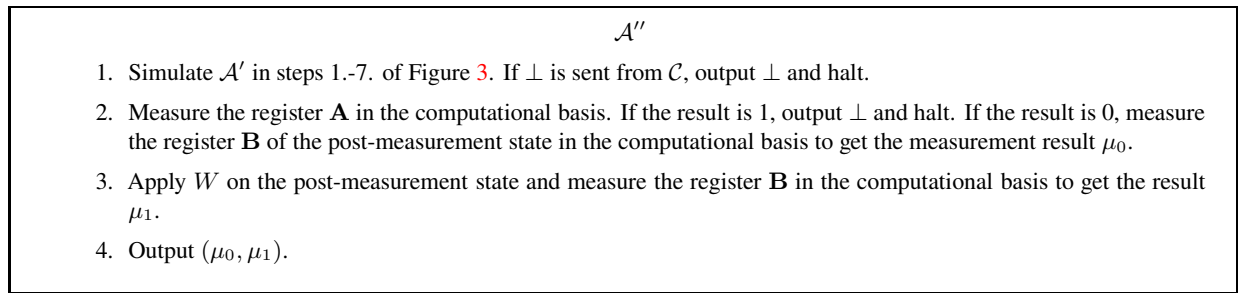 𝒜′′
1. Simulate 𝒜′ in steps 1.-7. of Figure 3. If ⊥ is sent from 𝒞, output ⊥ and halt.
2. Measure the register 𝐀 in the computational basis. If the result is 1, output ⊥ and halt. If the result is 0, measure
the register 𝐁 of the post-measurement state in the computational basis to get the measurement result μ₀.
3. Apply W on the post-measurement state and measure the register 𝐁 in the computational basis to get the result
μ₁.
4. Output (μ₀, μ₁).